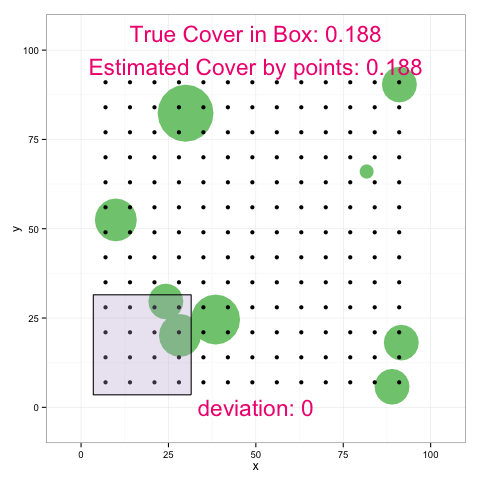 True Cover in Box: 0.188
Estimated Cover by points: 0.188
100
75
50
25
0
y
deviation: 0
0 25 50 75 100
x